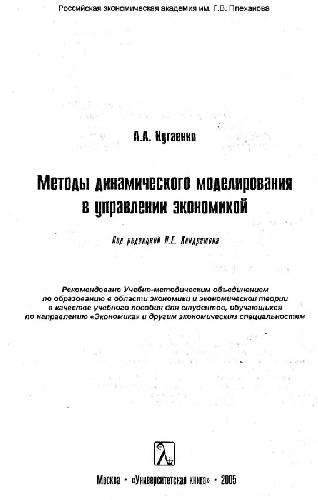 Российская экономическая академия им. Г.В. Плеханова
А.А. Кугаенко
Методы динамического моделирования
в управлении экономикой
Под редакцией П.Е. Кондрашова
Рекомендовано Учебно-методическим объединением
по образованию в области экономики и экономической теории
в качестве учебного пособия для студентов, обучающихся
по направлению «Экономика» и другим экономическим специальностям
Москва • «Университетская книга» • 2005